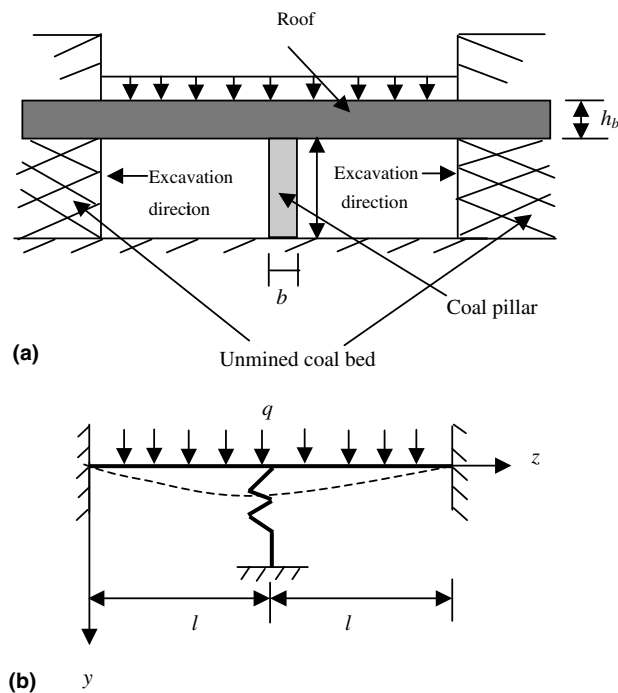 Roof
h_b
Excavation
direcion
Excavation
direction
b
Coal pillar
(a)
Unmined coal bed
q
z
l
l
(b)
y